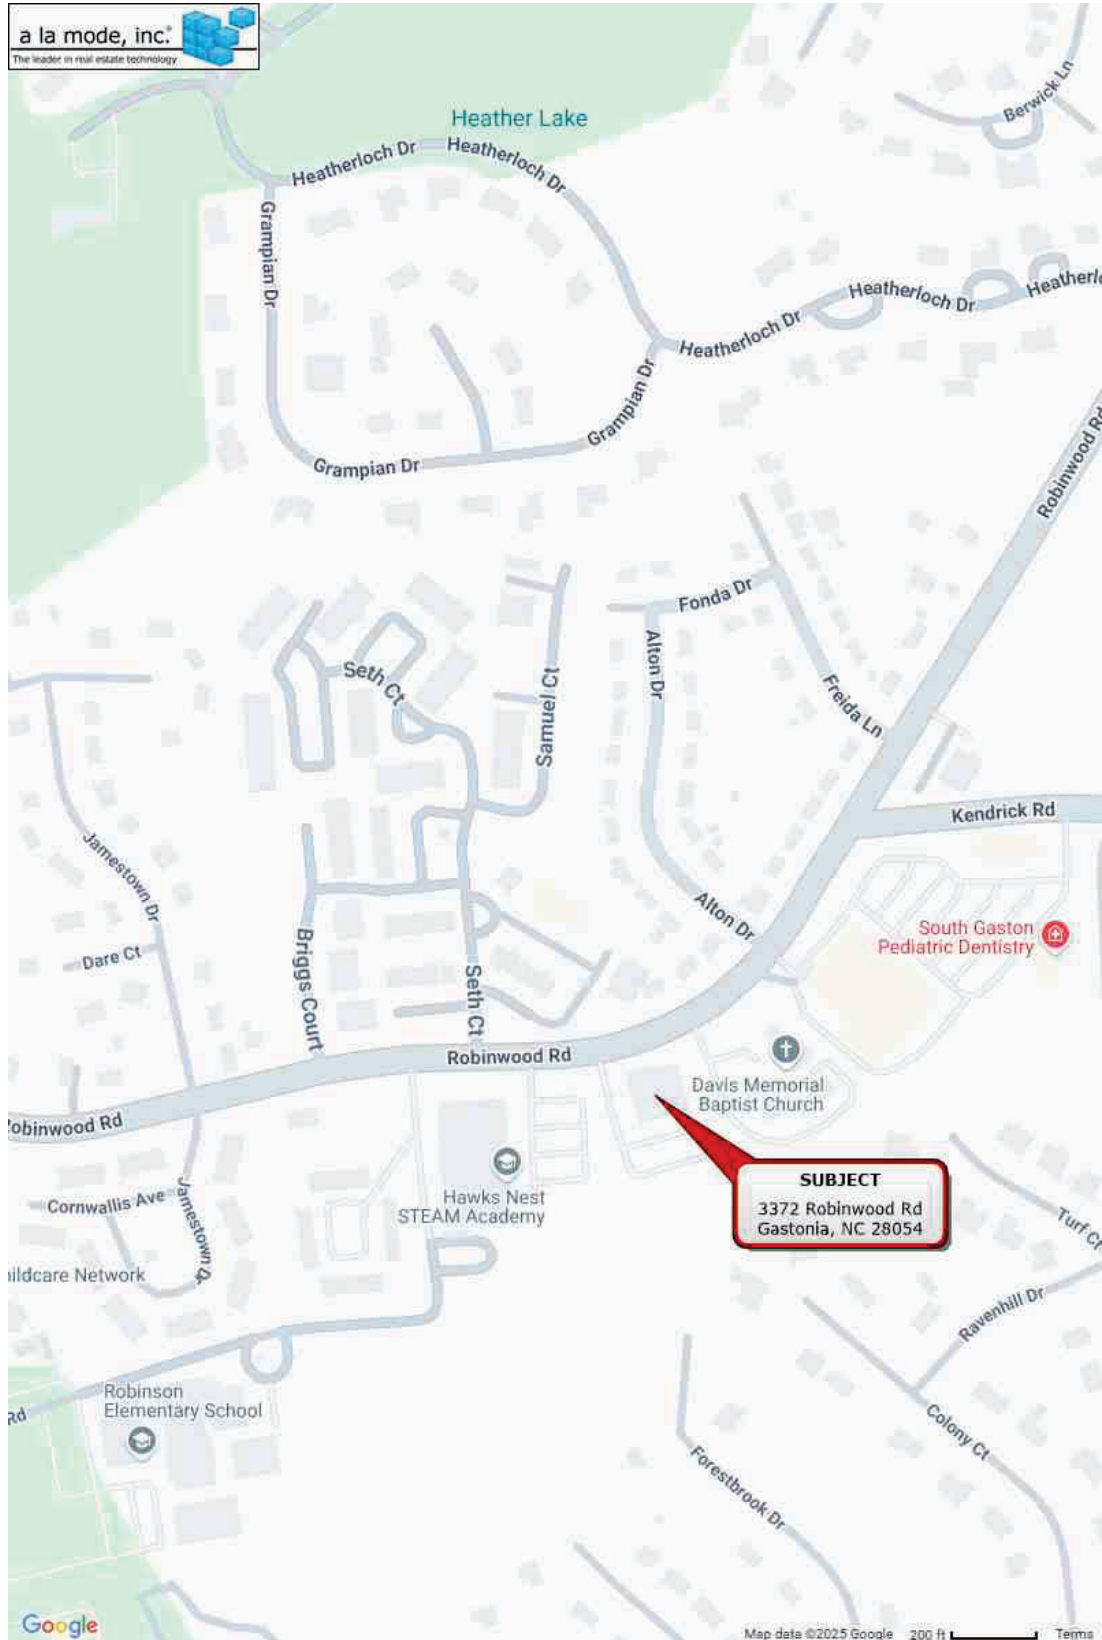 a la mode, inc.
The leader in real estate technology
Heather Lake
Berwick Ln
Heatherloch Dr
Heatherloch Dr
Grampian Dr
Heatherloch Dr
Heatherlo
Heatherloch Dr
Grampian Dr
Grampian Dr
Robinwood Rd
Fonda Dr
Alton Dr
Seth Ct
Samuel Ct
Freida Ln
Kendrick Rd
Jamestown Dr
Alton Dr
South Gaston
Pediatric Dentistry
Dare Ct
Briggs Court
Seth Ct
Robinwood Rd
Davis Memorial
Baptist Church
obinwood Rd
SUBJECT
3372 Robinwood Rd
Gastonia, NC 28054
Hawks Nest
STEAM Academy
Cornwallis Ave
Jamestown D
Turf Ct
ildcare Network
Ravenhill Dr
Robinson
Elementary School
Rd
Colony Ct
Forestbrook Dr
Google
Map data ©2025 Google
200 ft
Terms